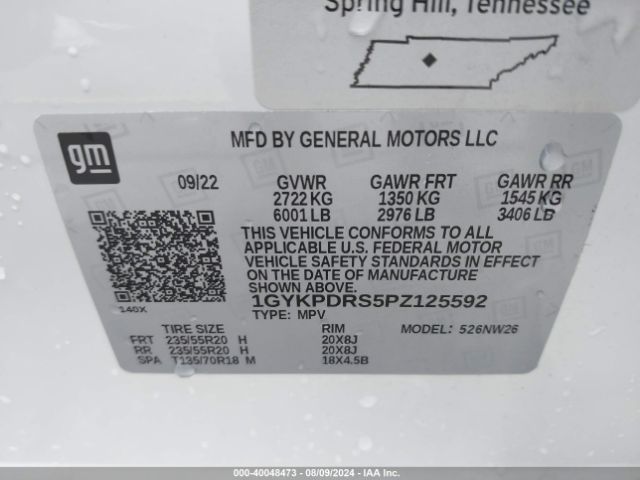 Spring Hill, Tennessee
gm
MFD BY GENERAL MOTORS LLC
09/22 GVWR GAWR FRT GAWR RR
2722 KG 1350 KG 1545 KG
6001 LB 2976 LB 3406 LB
THIS VEHICLE CONFORMS TO ALL
APPLICABLE U.S. FEDERAL MOTOR
VEHICLE SAFETY STANDARDS IN EFFECT
ON THE DATE OF MANUFACTURE
SHOWN ABOVE.
1GYKPDRS5PZ125592
140X
TYPE: MPV MODEL: 526NW26
TIRE SIZE RIM
FRT 235/55R20 H 20X8J
RR 235/55R20 H 20X8J
SPA T135/70R18 M 18X4.5B
000-40048473 - 08/09/2024 - IAAI.COM